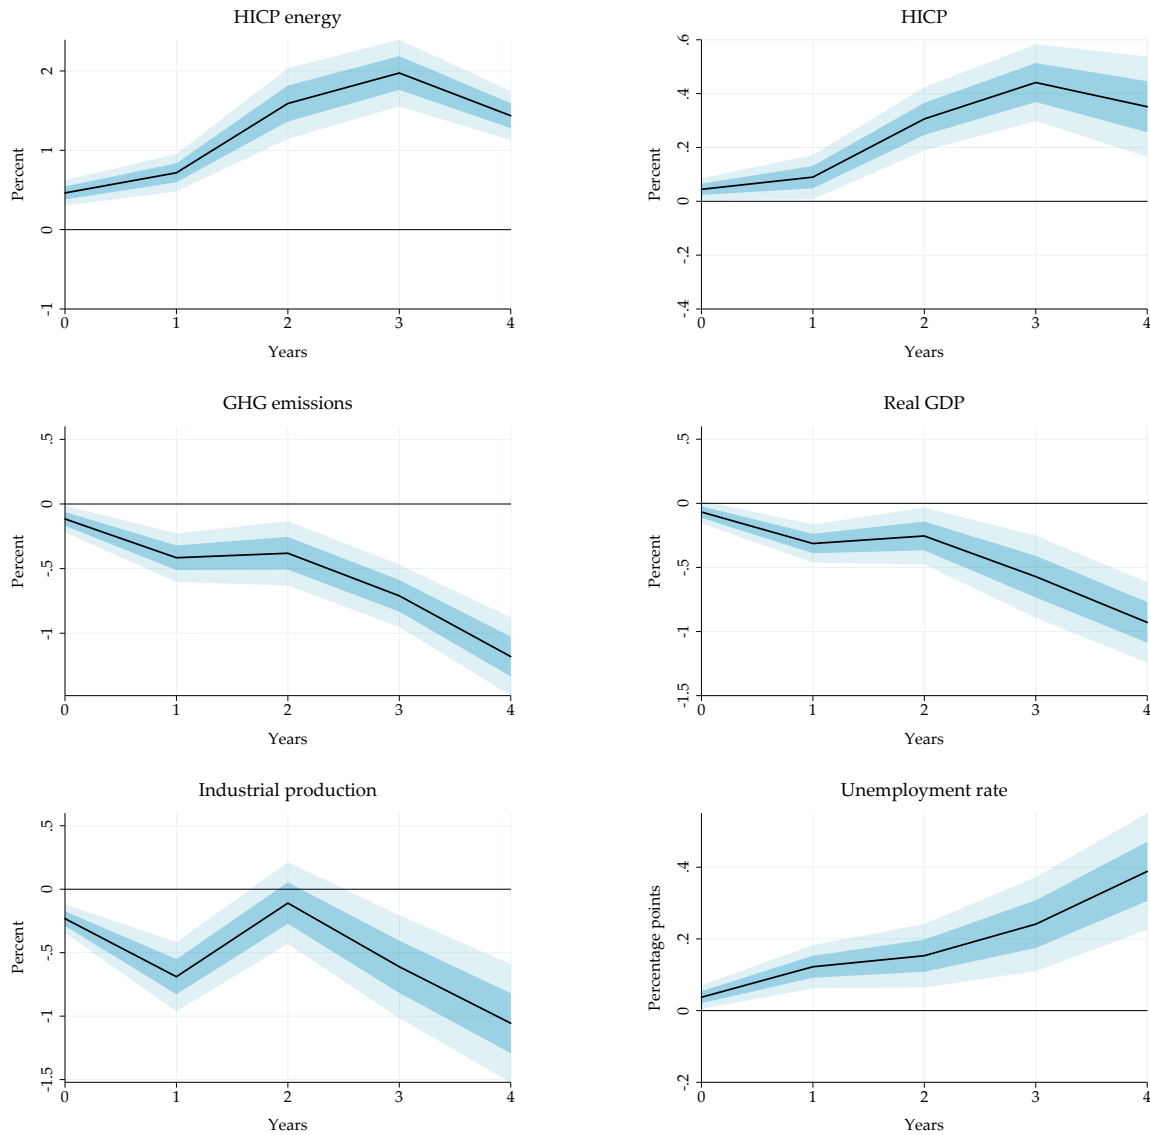 HICP energy
Percent
2
1
0
-1
0 1 2 3 4
Years
HICP
Percent
.6
.4
.2
0
-.2
-.4
0 1 2 3 4
Years
GHG emissions
Percent
.5
0
-.5
-1
0 1 2 3 4
Years
Real GDP
Percent
.5
0
-.5
-1
-1.5
0 1 2 3 4
Years
Industrial production
Percent
.5
0
-.5
-1
-1.5
0 1 2 3 4
Years
Unemployment rate
Percentage points
.4
.2
0
-.2
0 1 2 3 4
Years